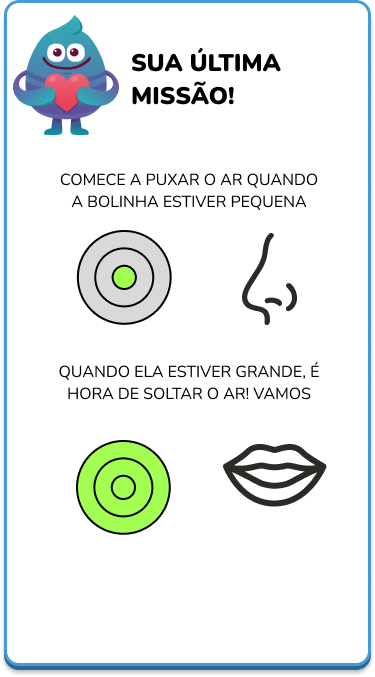 SUA ÚLTIMA
MISSÃO!
COMECE A PUXAR O AR QUANDO
A BOLINHA ESTIVER PEQUENA
QUANDO ELA ESTIVER GRANDE, É
HORA DE SOLTAR O AR! VAMOS